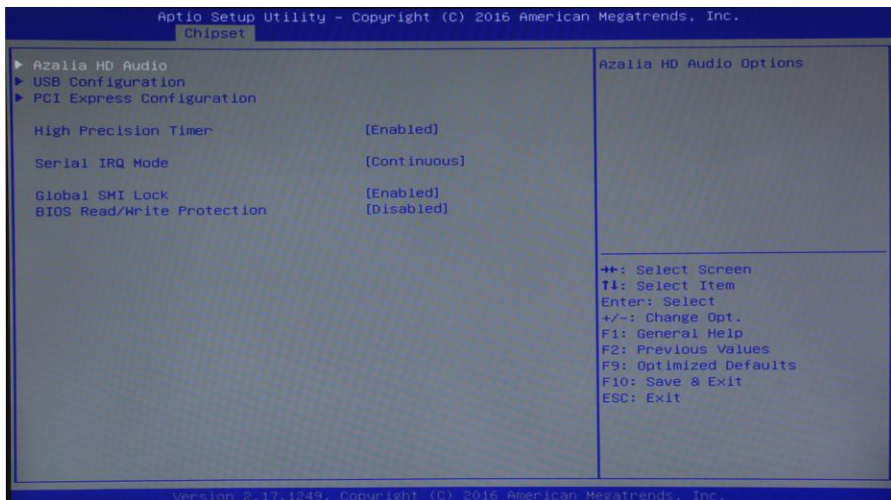 Aptio Setup Utility – Copyright (C) 2016 American Megatrends, Inc.
Chipset
▶ Azalia HD Audio
▶ USB Configuration
▶ PCI Express Configuration
High Precision Timer [Enabled]
Serial IRQ Mode [Continuous]
Global SMI Lock [Enabled]
BIOS Read/Write Protection [Disabled]
Azalia HD Audio Options
→←: Select Screen
↑↓: Select Item
Enter: Select
+/-: Change Opt.
F1: General Help
F2: Previous Values
F9: Optimized Defaults
F10: Save & Exit
ESC: Exit
Version 2.17.1249. Copyright (C) 2016 American Megatrends, Inc.